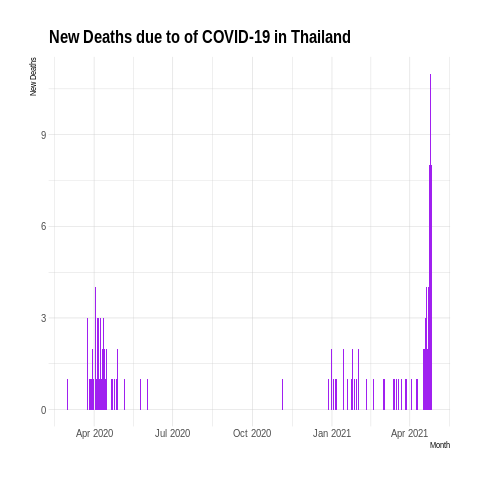 New Deaths due to of COVID-19 in Thailand
New Deaths
9
6
3
0
Apr 2020 Jul 2020 Oct 2020 Jan 2021 Apr 2021
Month